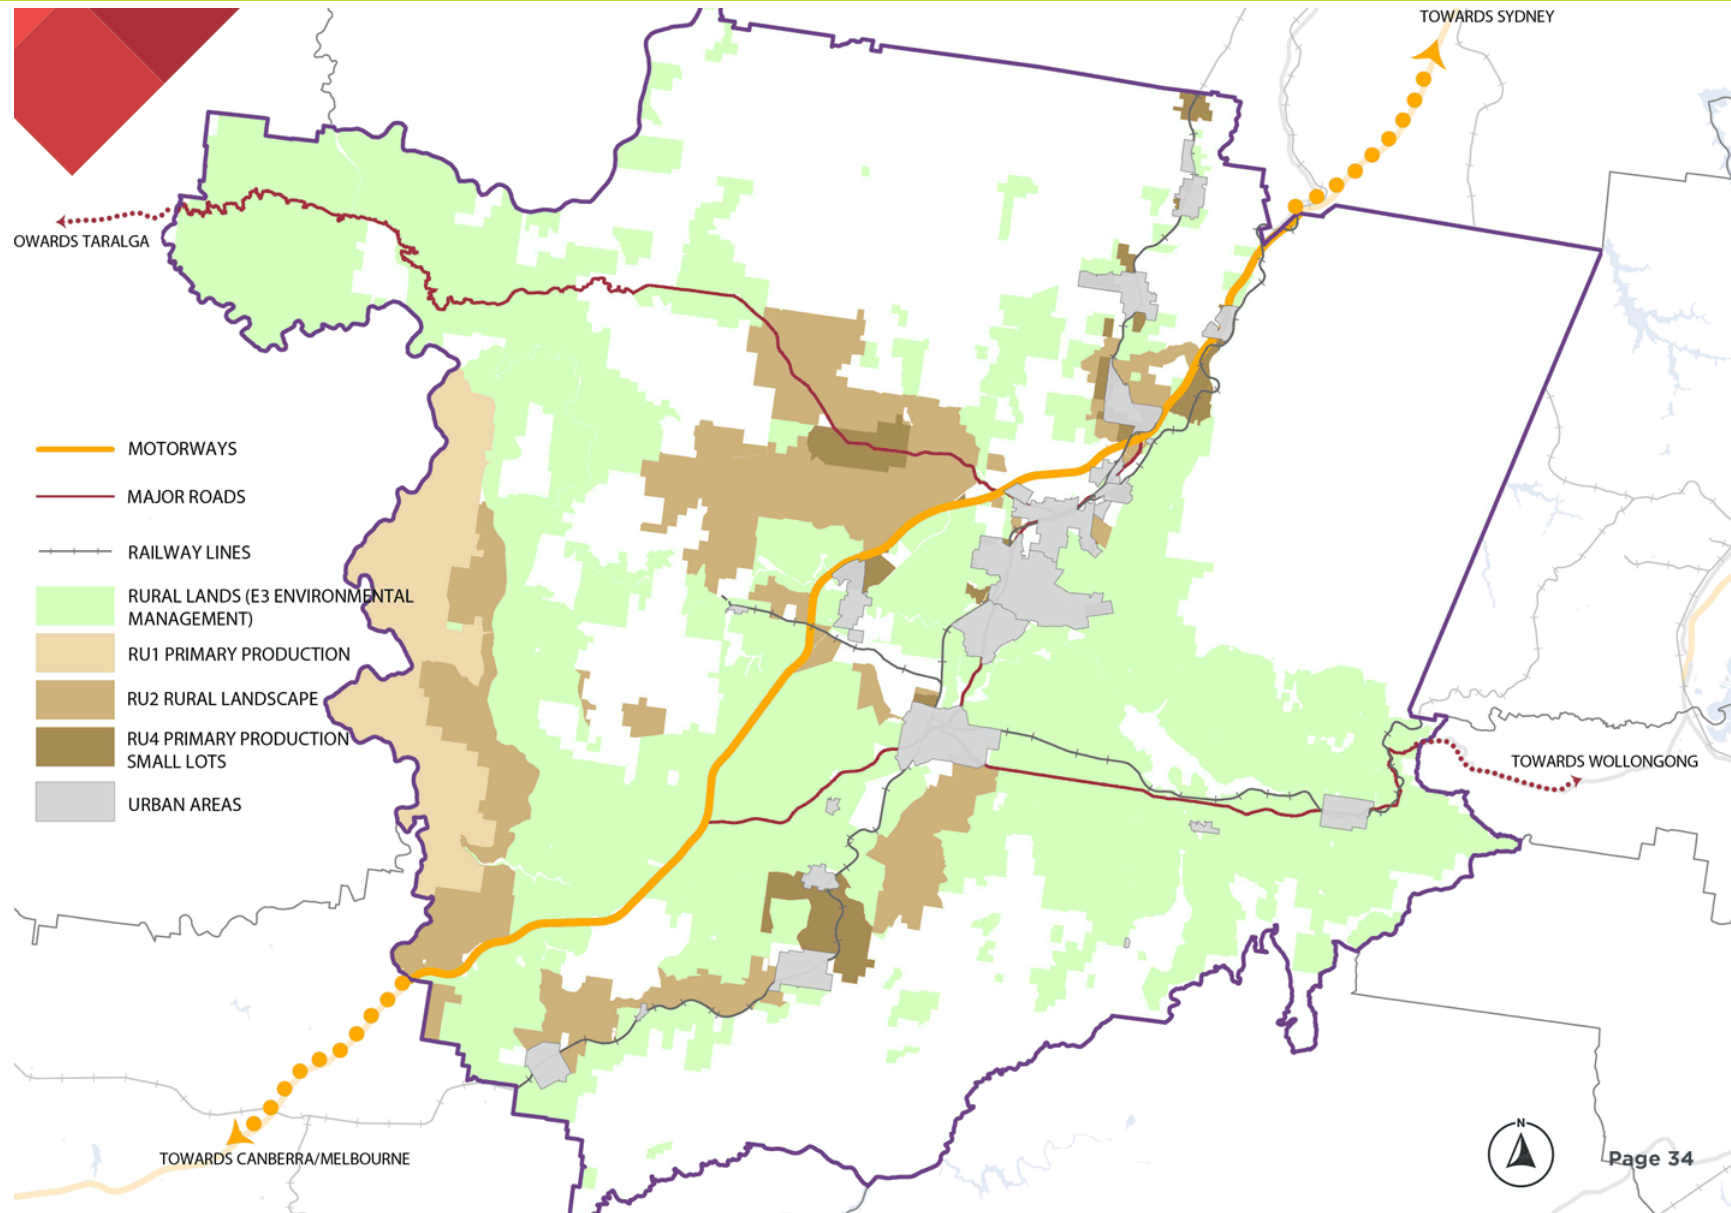 TOWARDS SYDNEY
OWARDS TARALGA
MOTORWAYS
MAJOR ROADS
RAILWAY LINES
RURAL LANDS (E3 ENVIRONMENTAL
MANAGEMENT)
RU1 PRIMARY PRODUCTION
RU2 RURAL LANDSCAPE
RU4 PRIMARY PRODUCTION
SMALL LOTS
URBAN AREAS
TOWARDS WOLLONGONG
TOWARDS CANBERRA/MELBOURNE
N
Page 34